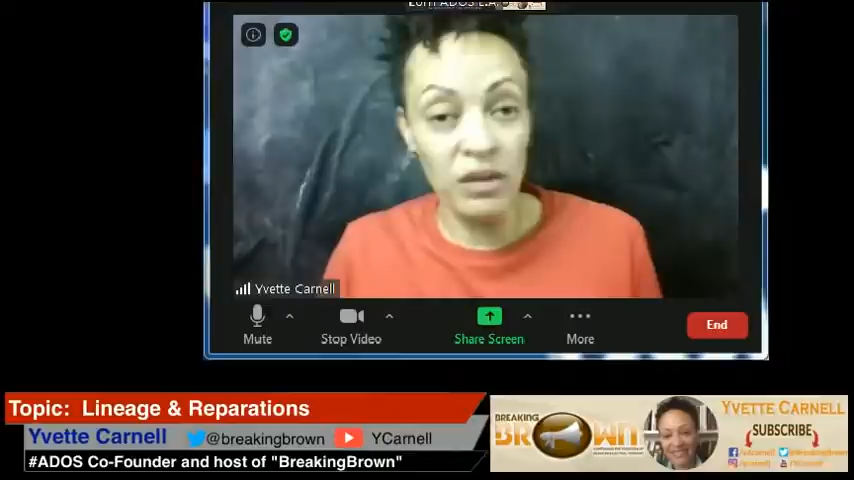 Yvette Carnell
Mute
Stop Video
Share Screen
More
End
Topic: Lineage & Reparations
Yvette Carnell @breakingbrown YCarnell
#ADOS Co-Founder and host of "BreakingBrown"
BREAKING
BROWN
YVETTE CARNELL
SUBSCRIBE